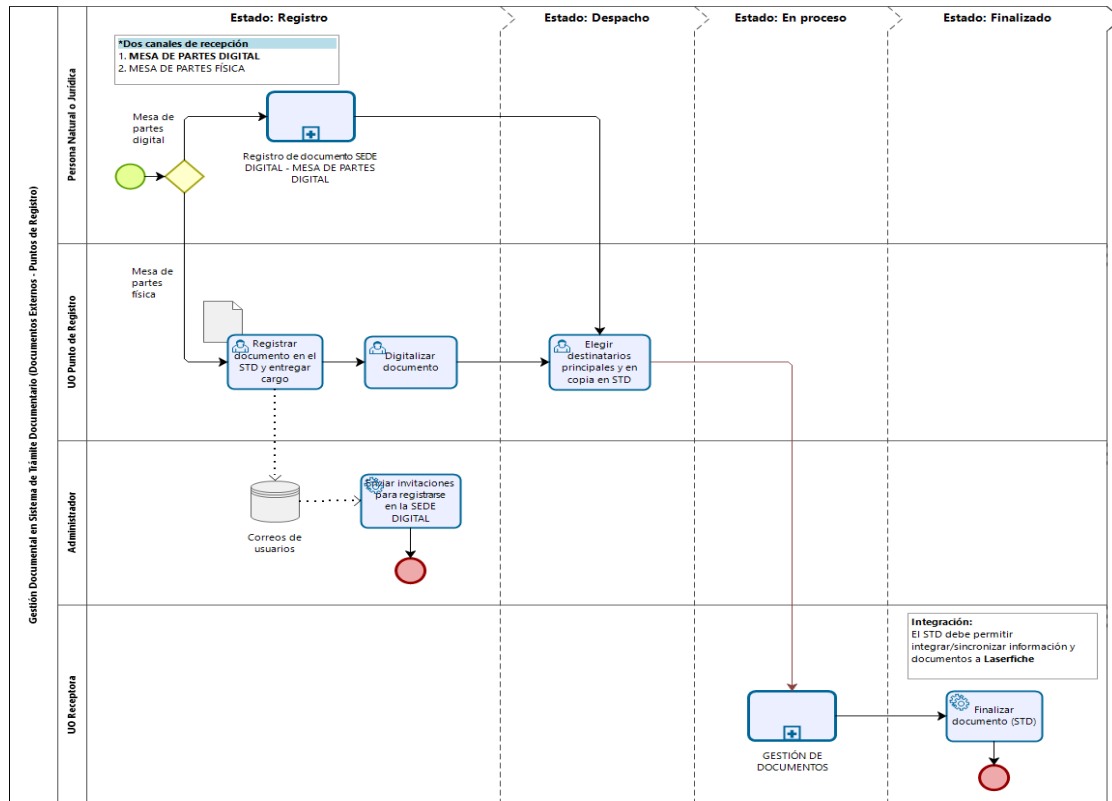 Estado: Registro
Estado: Despacho
Estado: En proceso
Estado: Finalizado
Gestión Documental en Sistema de Trámite Documentario (Documentos Externos - Puntos de Registro)
Persona Natural o Jurídica
*Dos canales de recepción
1. MESA DE PARTES DIGITAL
2. MESA DE PARTES FÍSICA
Mesa de
partes
digital
Registro de documento SEDE
DIGITAL - MESA DE PARTES
DIGITAL
UO Punto de Registro
Mesa de
partes
física
Registrar
documento en el
STD y entregar
cargo
Digitalizar
documento
Elegir
destinatarios
principales y en
copia en STD
Administrador
Correos de
usuarios
Enviar invitaciones
para registrarse
en la SEDE
DIGITAL
UO Receptora
GESTIÓN DE
DOCUMENTOS
Integración:
El STD debe permitir
integrar/sincronizar información y
documentos a Laserfiche
Finalizar
documento (STD)